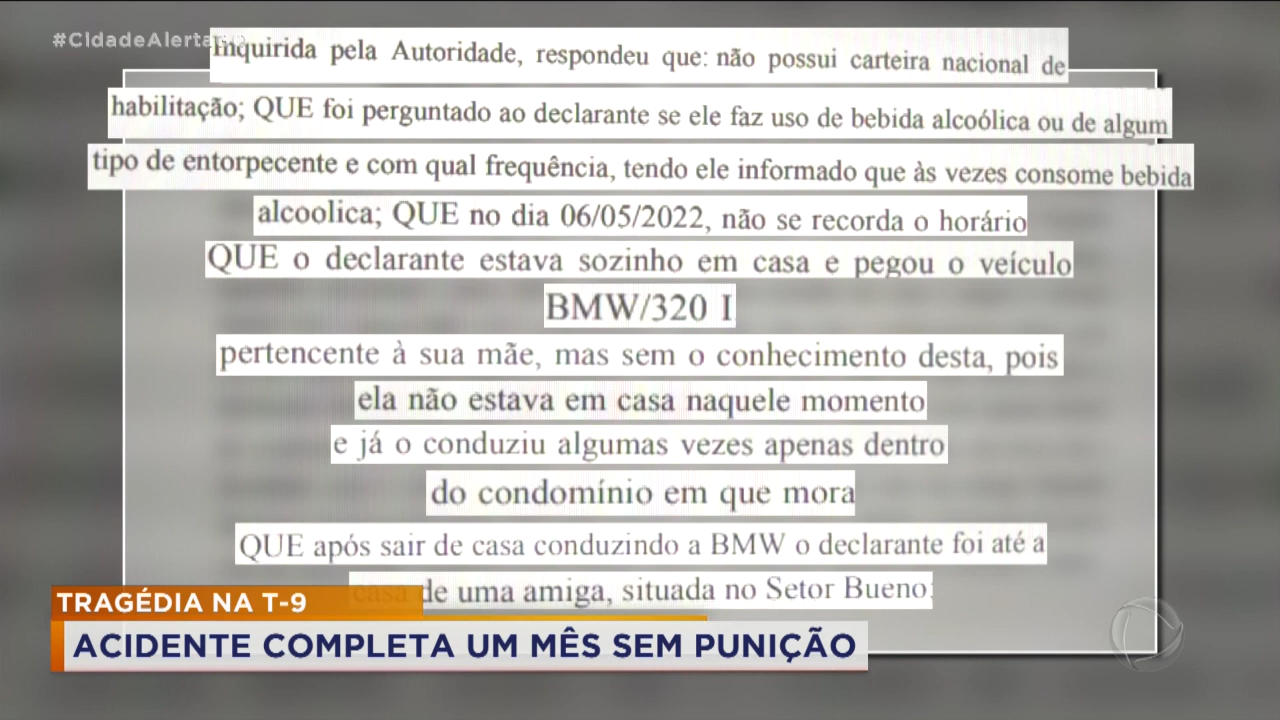 #CidadeAlerta
Inquirida pela Autoridade, respondeu que: não possui carteira nacional de
habilitação; QUE foi perguntado ao declarante se ele faz uso de bebida alcoólica ou de algum
tipo de entorpecente e com qual frequência, tendo ele informado que às vezes consome bebida
alcoolica; QUE no dia 06/05/2022, não se recorda o horário
QUE o declarante estava sozinho em casa e pegou o veículo
BMW/320 I
pertencente à sua mãe, mas sem o conhecimento desta, pois
ela não estava em casa naquele momento
e já o conduziu algumas vezes apenas dentro
do condomínio em que mora
QUE após sair de casa conduzindo a BMW o declarante foi até a
casa de uma amiga, situada no Setor Bueno;
TRAGÉDIA NA T-9
ACIDENTE COMPLETA UM MÊS SEM PUNIÇÃO